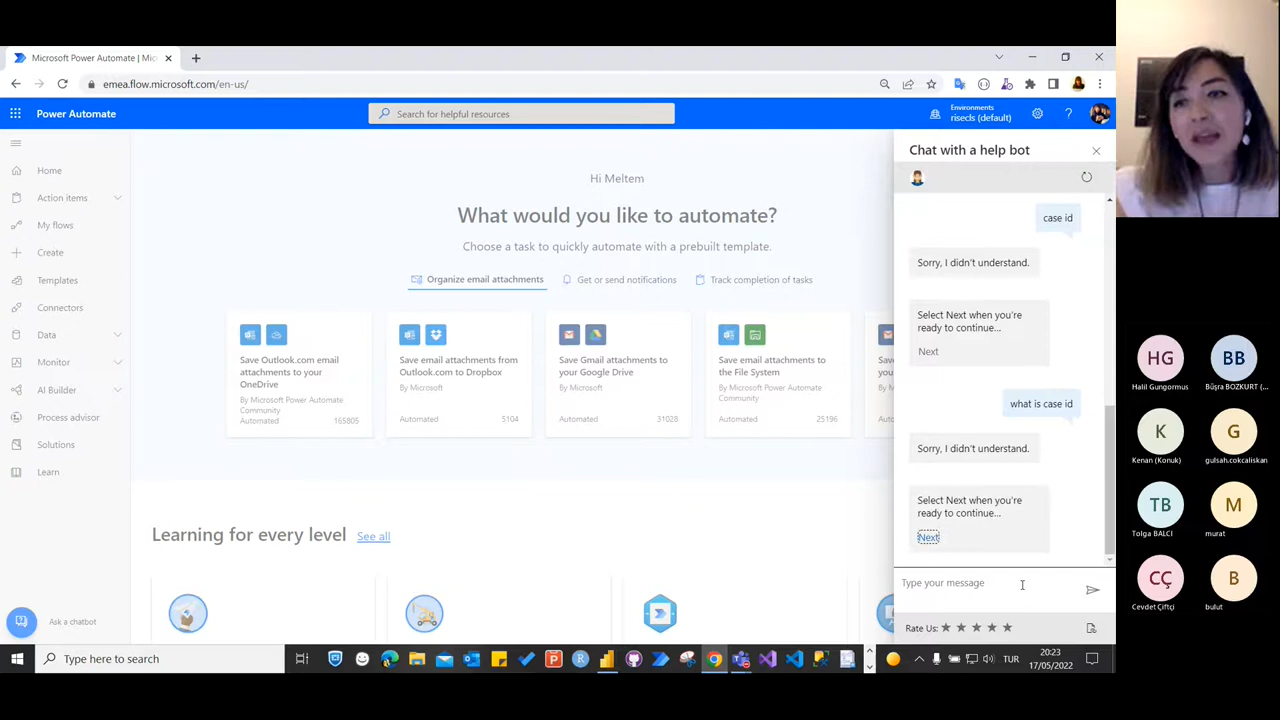 Microsoft Power Automate | Mic
emea.flow.microsoft.com/en-us/
Power Automate
Search for helpful resources
Environments
risecls (default)
Home
Action items
My flows
Create
Templates
Connectors
Data
Monitor
AI Builder
Process advisor
Solutions
Learn
Ask a chatbot
Hi Meltem
What would you like to automate?
Choose a task to quickly automate with a prebuilt template.
Organize email attachments
Get or send notifications
Track completion of tasks
Save Outlook.com email
attachments to your
OneDrive
By Microsoft Power Automate
Community
Automated 165805
Save email attachments from
Outlook.com to Dropbox
By Microsoft
Automated 5104
Save Gmail attachments to
your Google Drive
By Microsoft
Automated 31028
Save email attachments to
the File System
By Microsoft Power Automate
Community
Automated 25196
Save
your
By Mi
Auto
Learning for every level See all
Chat with a help bot
case id
Sorry, I didn't understand.
Select Next when you're
ready to continue...
Next
what is case id
Sorry, I didn't understand.
Select Next when you're
ready to continue...
Next
Type your message
Rate Us:
HG
Halil Gungormus
BB
Büşra BOZKURT (...
K
Kenan (Konuk)
G
gulsah.cokcaliskan
TB
Tolga BALCI
M
murat
CÇ
Cevdet Çiftçi
B
bulut
Type here to search
TUR
20:23
17/05/2022